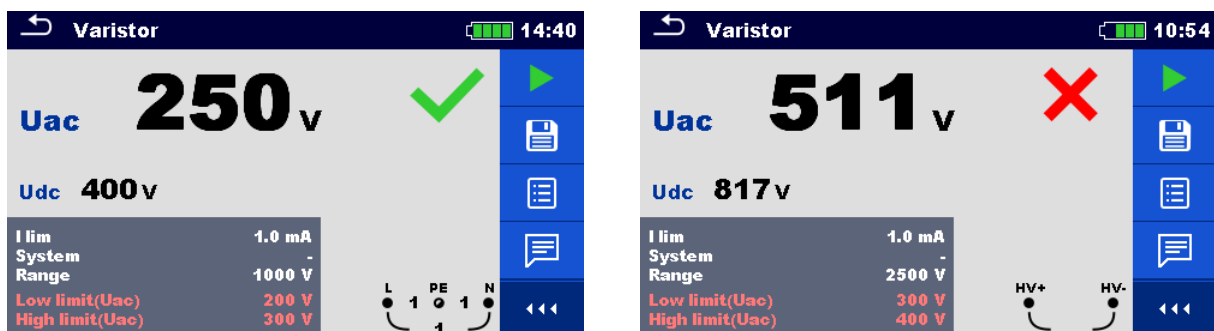 Varistor 14:40
Uac 250 V
Udc 400 V
I lim 1.0 mA
System -
Range 1000 V
Low limit(Uac) 200 V
High limit(Uac) 300 V
L PE N
1 1
1
Varistor 10:54
Uac 511 V
Udc 817 V
I lim 1.0 mA
System -
Range 2500 V
Low limit(Uac) 300 V
High limit(Uac) 400 V
HV+ HV-